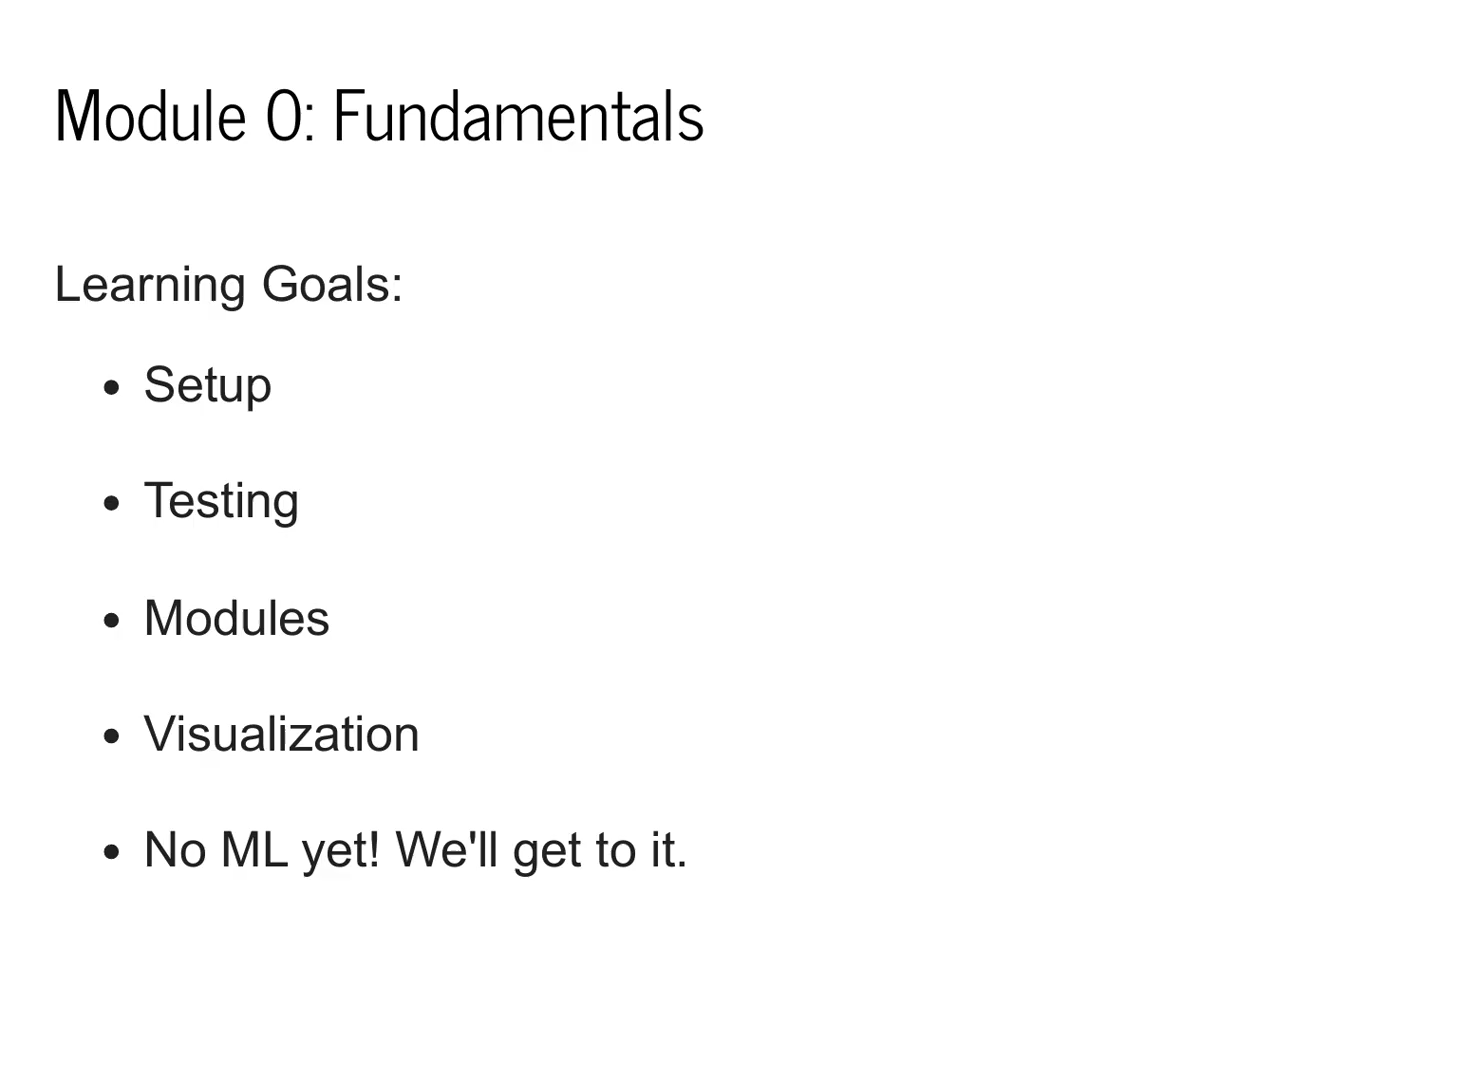 Module 0: Fundamentals
Learning Goals:
• Setup
• Testing
• Modules
• Visualization
• No ML yet! We'll get to it.